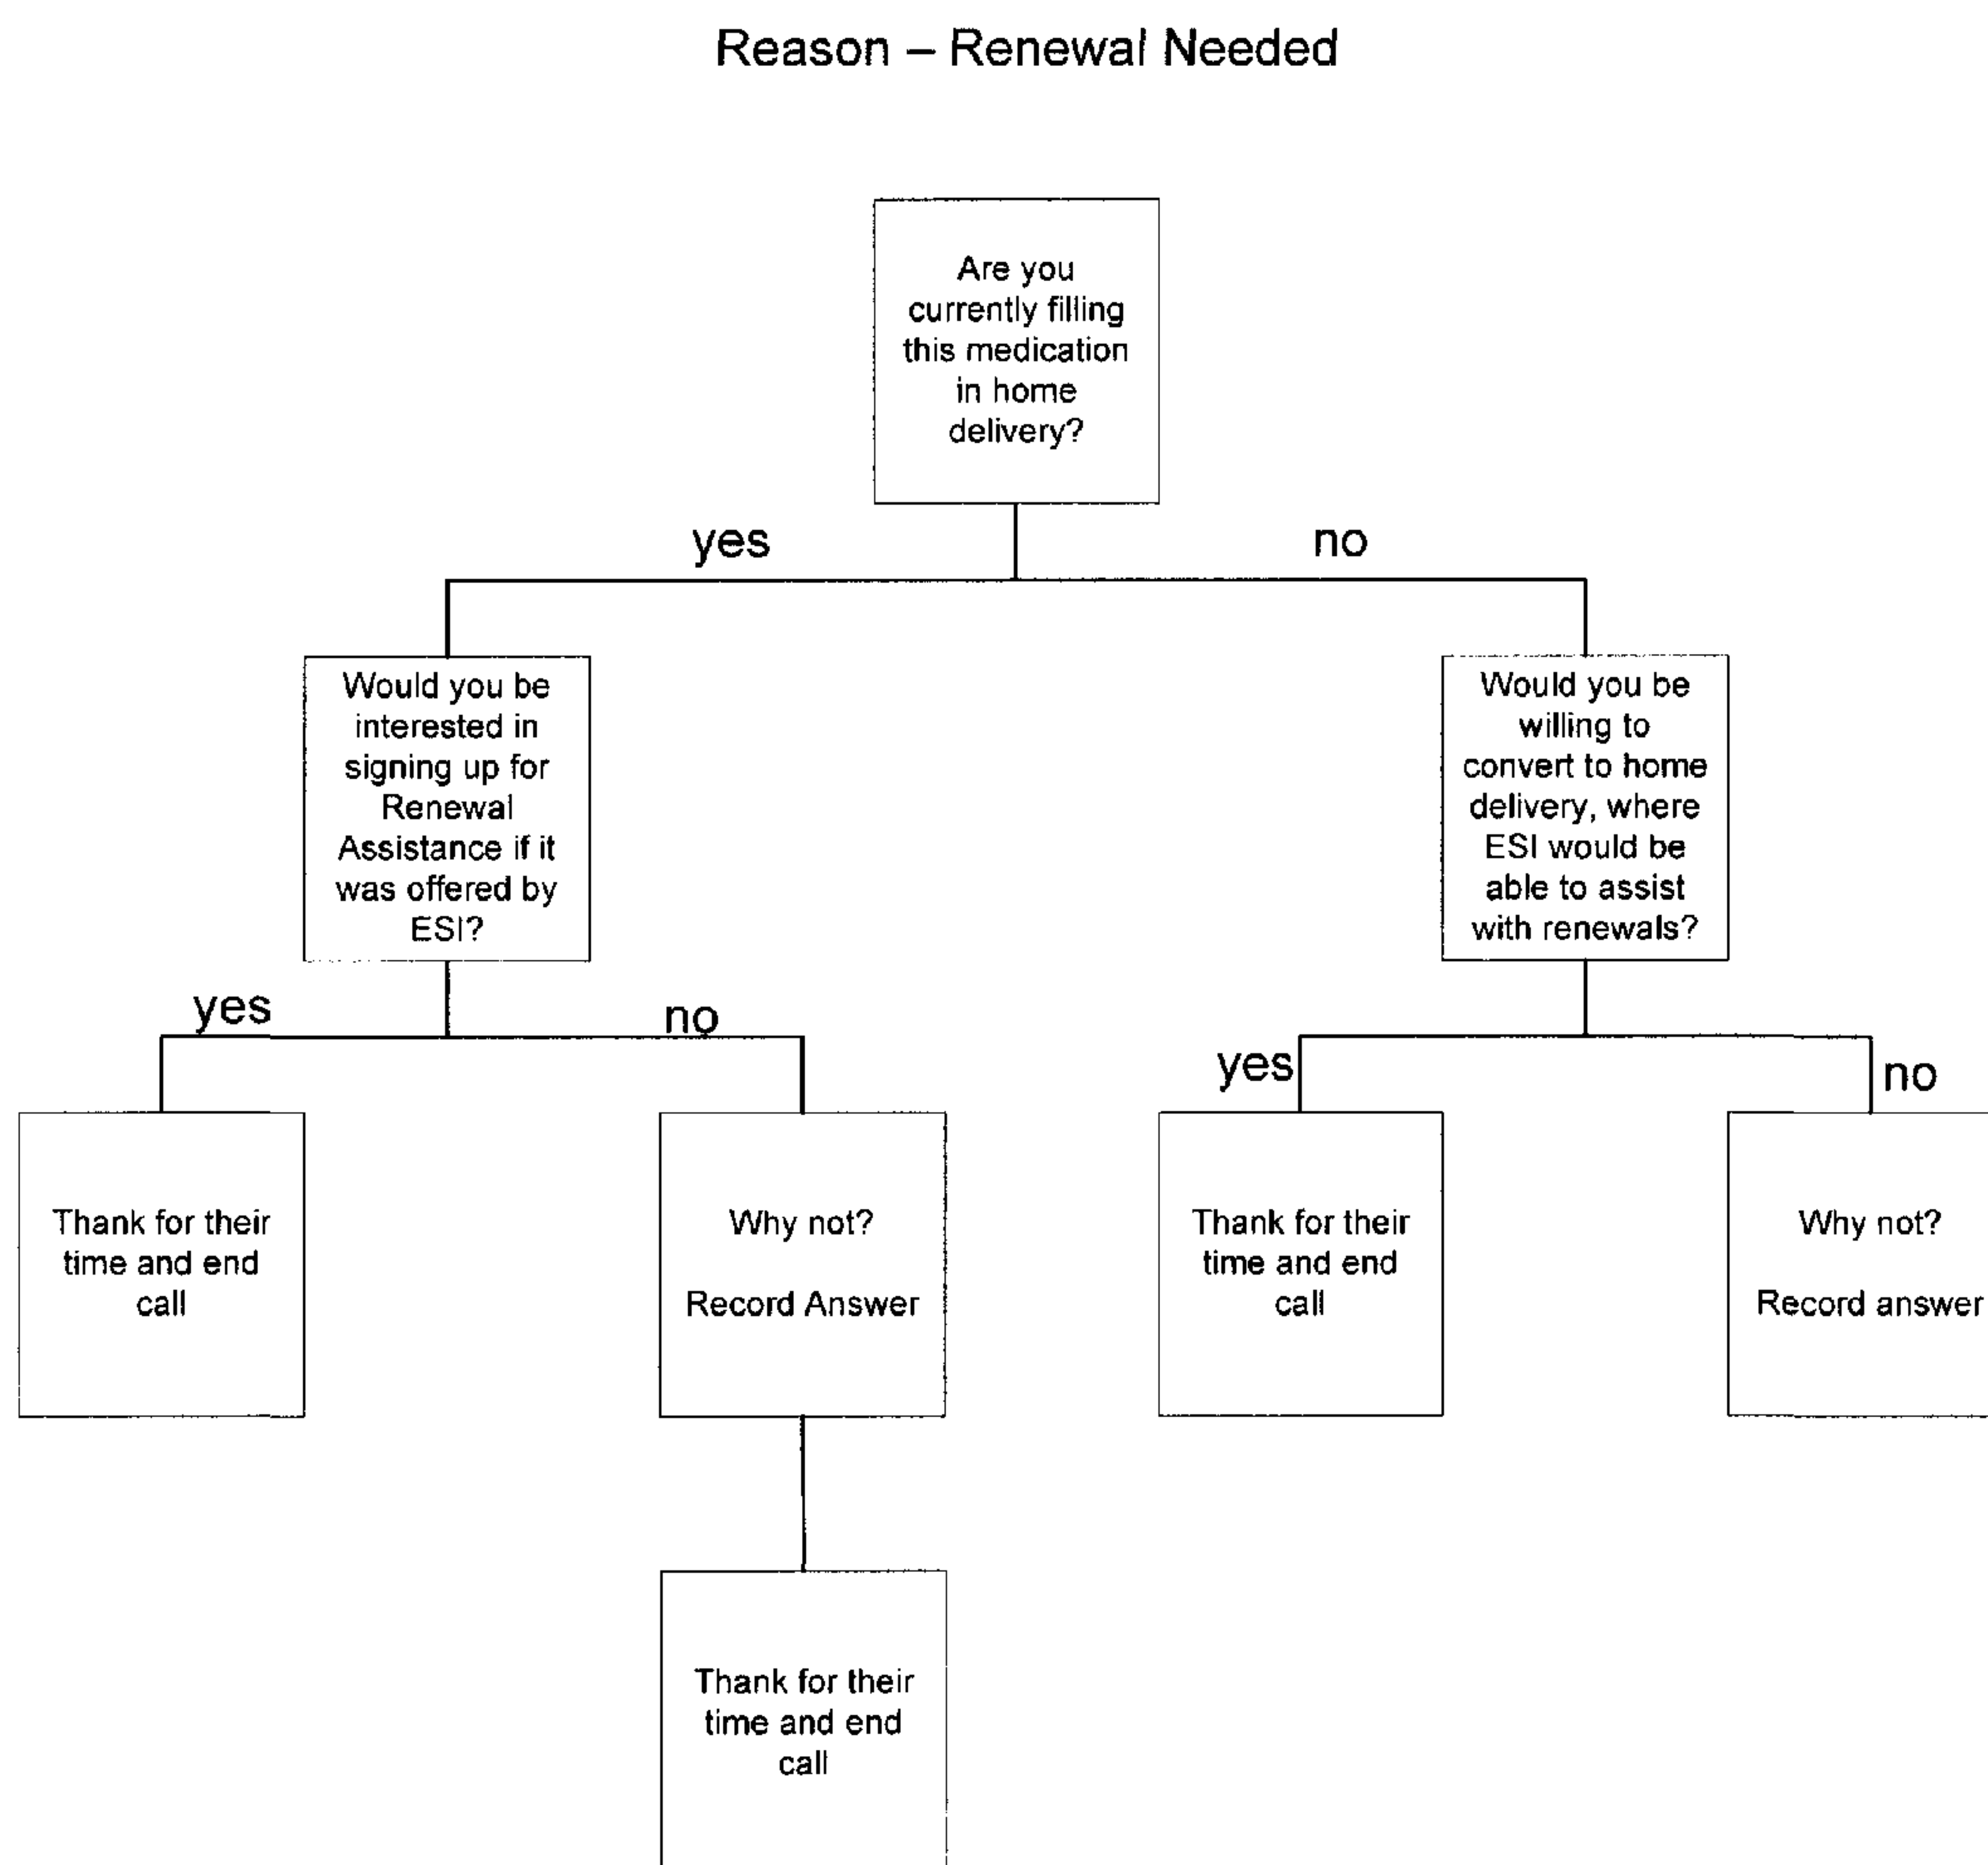 Reason – Renewal Needed
Are you
currently filling
this medication
in home
delivery?
yes
no
Would you be
interested in
signing up for
Renewal
Assistance if it
was offered by
ESI?
Would you be
willing to
convert to home
delivery, where
ESI would be
able to assist
with renewals?
yes
no
yes
no
Thank for their
time and end
call
Why not?
Record Answer
Thank for their
time and end
call
Why not?
Record answer
Thank for their
time and end
call